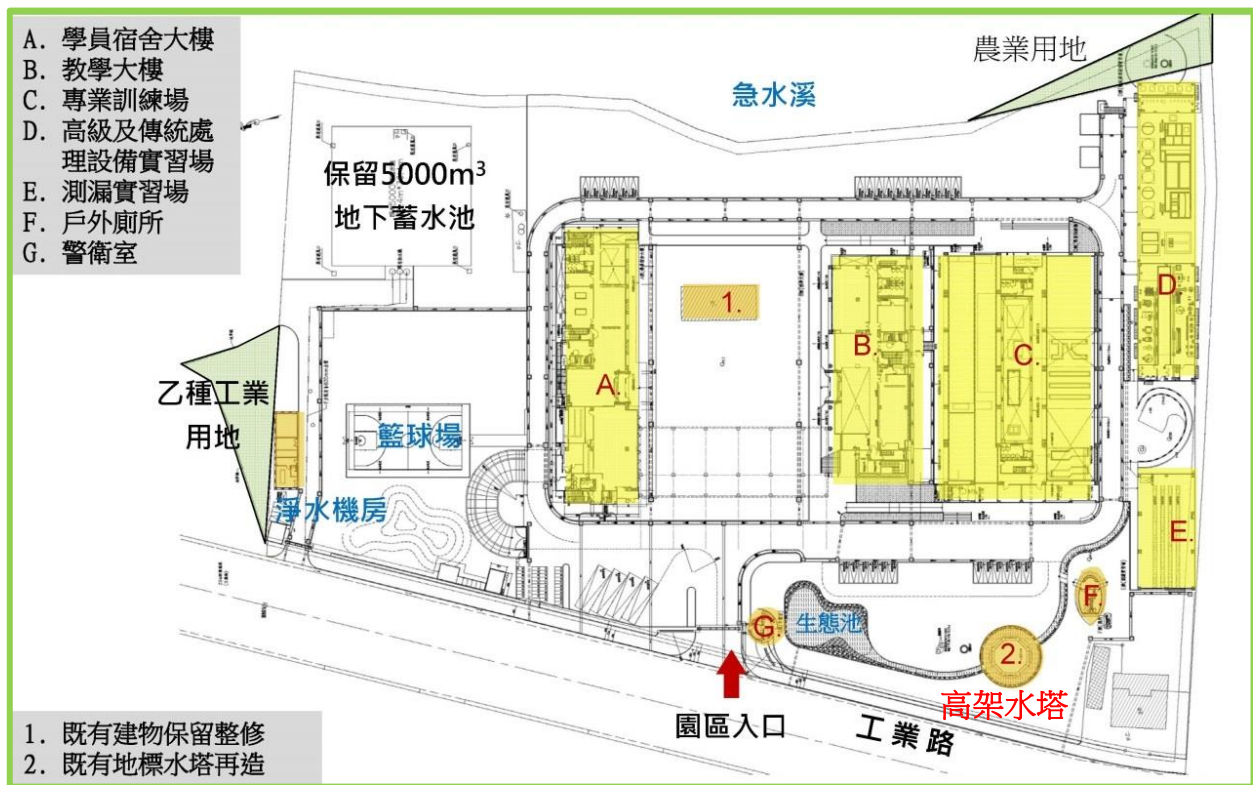 A. 學員宿舍大樓
B. 教學大樓
C. 專業訓練場
D. 高級及傳統處
理設備實習場
E. 測漏實習場
F. 戶外廁所
G. 警衛室
農業用地
急水溪
保留5000m³
地下蓄水池
1.
A.
B.
C.
D.
乙種工業
用地
籃球場
淨水機房
E.
F.
G.
生態池
2.
高架水塔
園區入口
工業路
1. 既有建物保留整修
2. 既有地標水塔再造